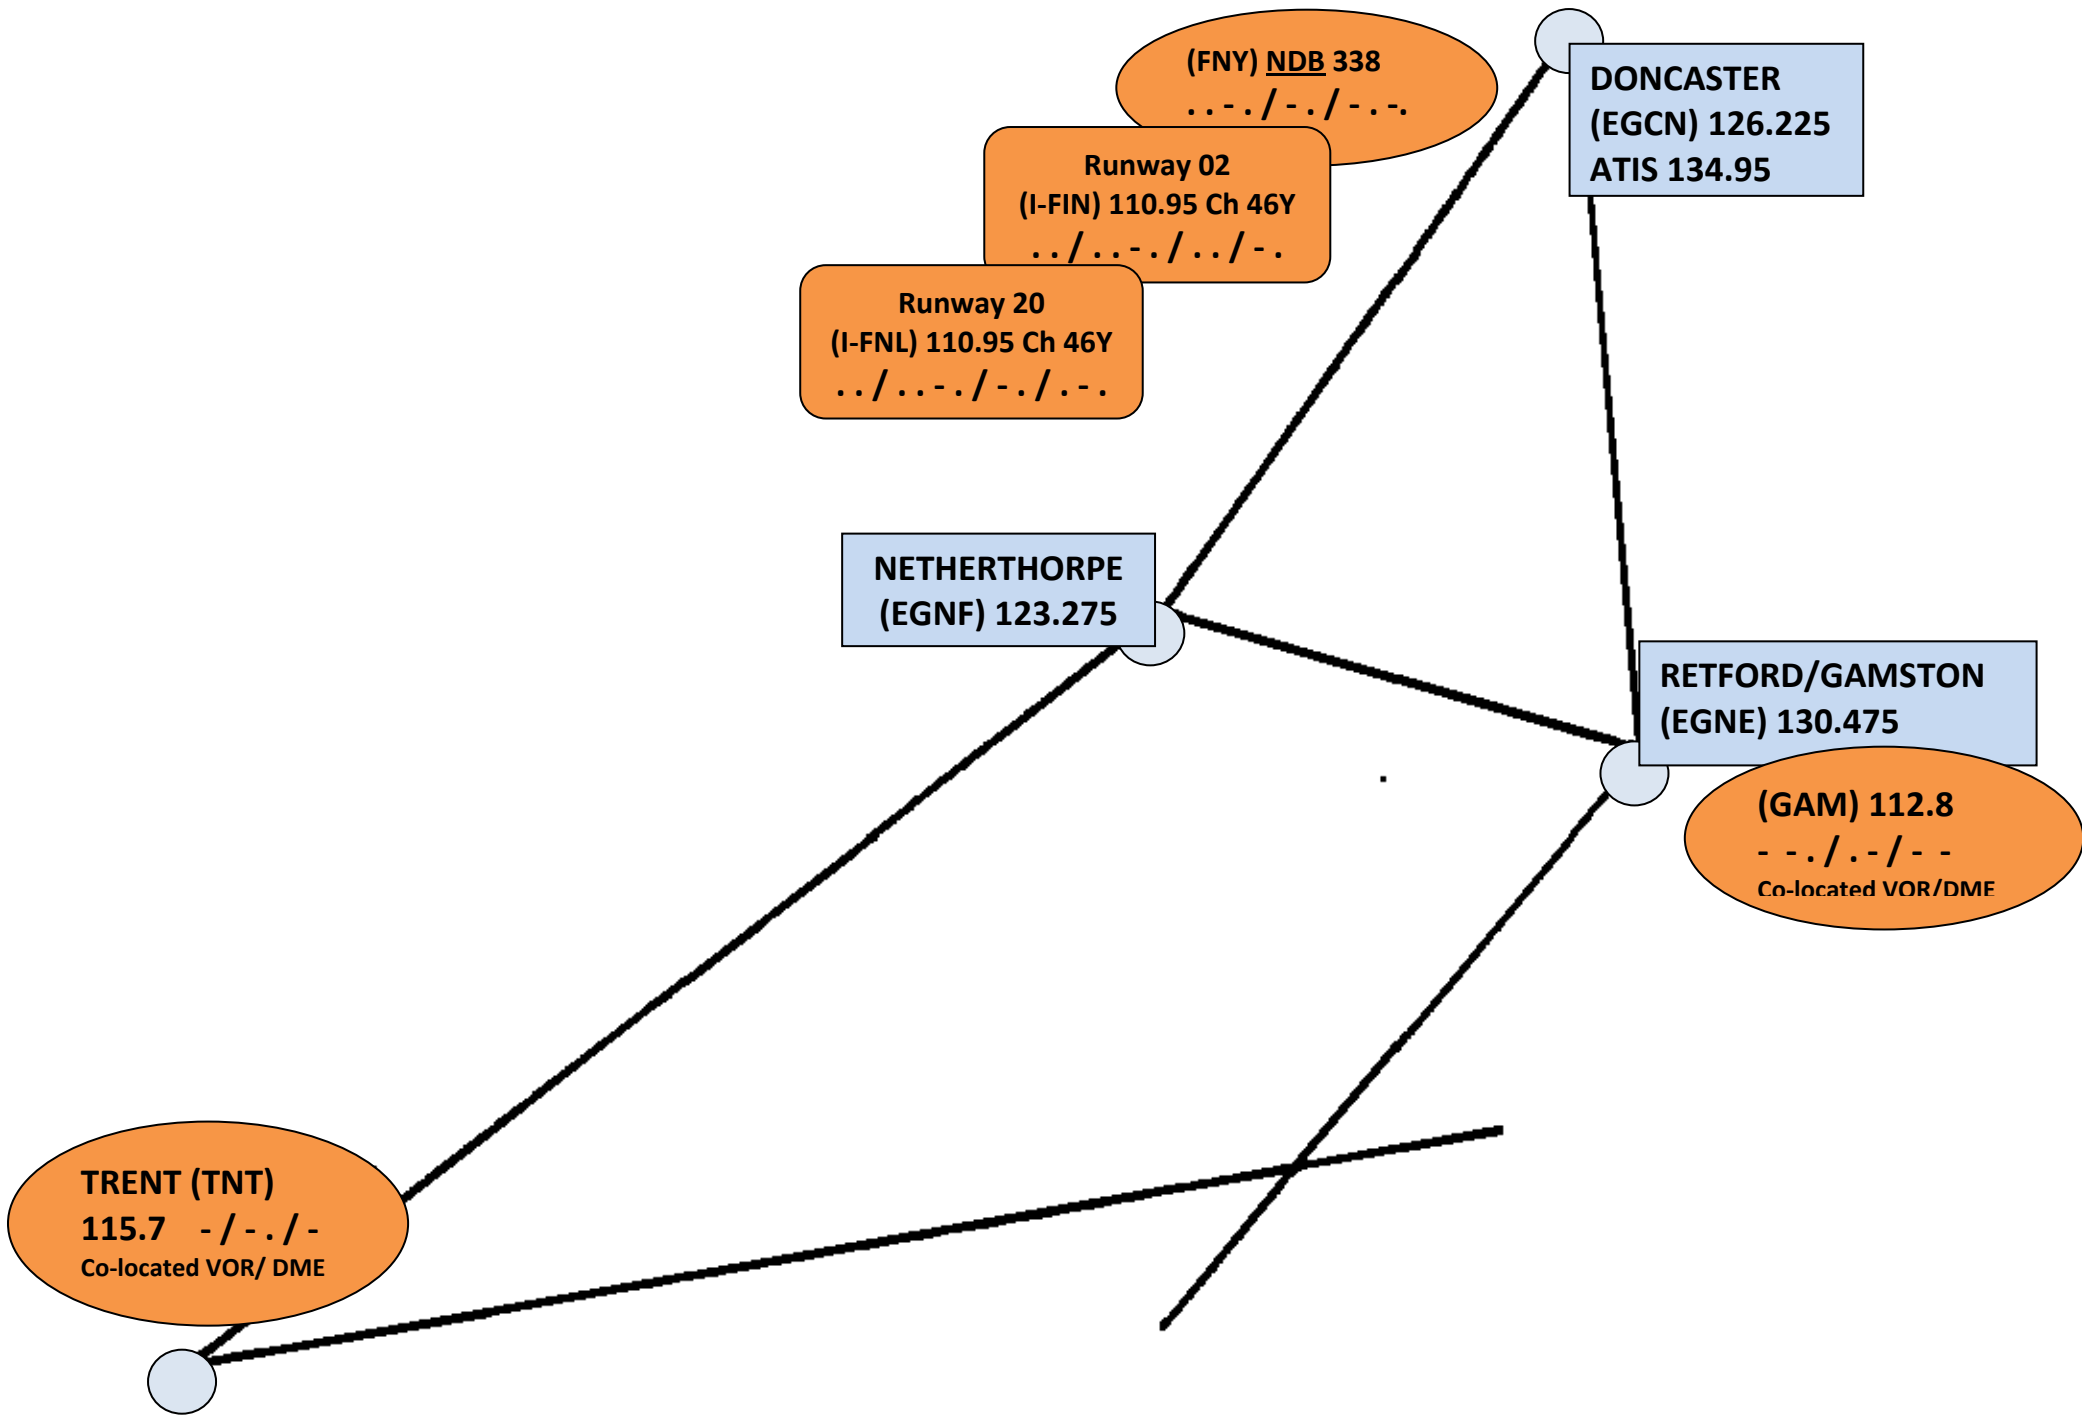 (FNY) NDB 338
. . - . / - . / - . -.
Runway 02
(I-FIN) 110.95 Ch 46Y
. . / . . - . / . . / - .
Runway 20
(I-FNL) 110.95 Ch 46Y
. . / . . - . / - . / . - .
DONCASTER
(EGCN) 126.225
ATIS 134.95
NETHERTHORPE
(EGNF) 123.275
RETFORD/GAMSTON
(EGNE) 130.475
(GAM) 112.8
- - . / . - / - -
Co-located VOR/DME
TRENT (TNT)
115.7 - / - . / -
Co-located VOR/ DME